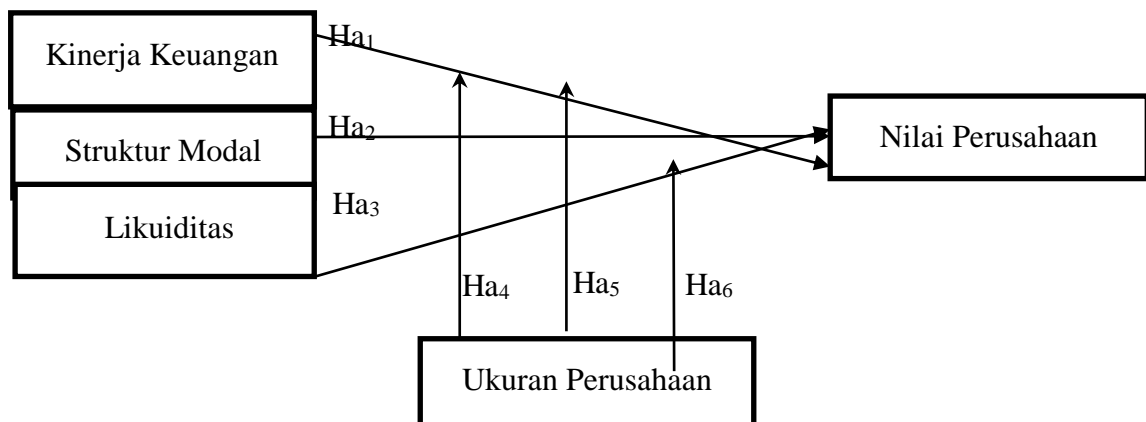 Kinerja Keuangan
Ha₁
Struktur Modal
Ha₂
Nilai Perusahaan
Likuiditas
Ha₃
Ha₄
Ha₅
Ha₆
Ukuran Perusahaan